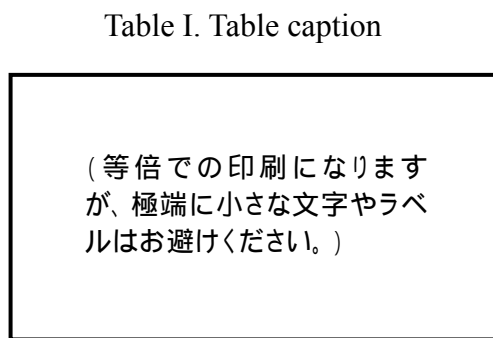 Table I. Table caption
(等倍での印刷になります
が、極端に小さな文字やラベ
ルはお避けください。)